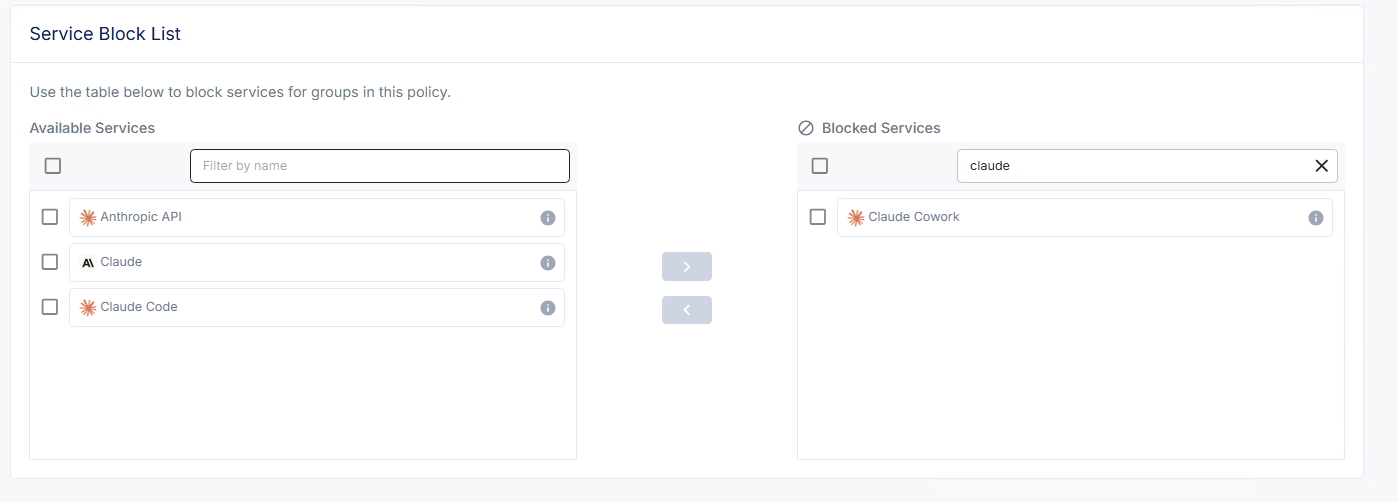 Service Block List
Use the table below to block services for groups in this policy.
Available Services
Blocked Services
Filter by name
claude
Anthropic API
Claude Cowork
Claude
Claude Code